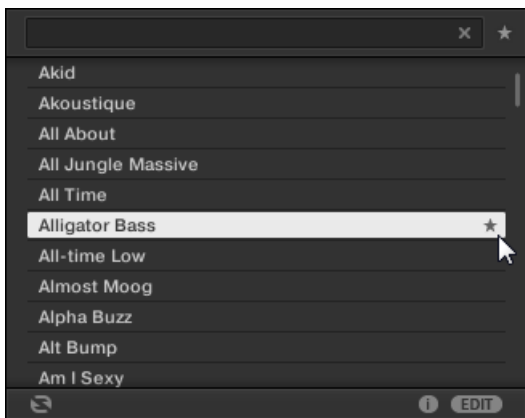 Akid
Akoustique
All About
All Jungle Massive
All Time
Alligator Bass
All-time Low
Almost Moog
Alpha Buzz
Alt Bump
Am I Sexy
i EDIT